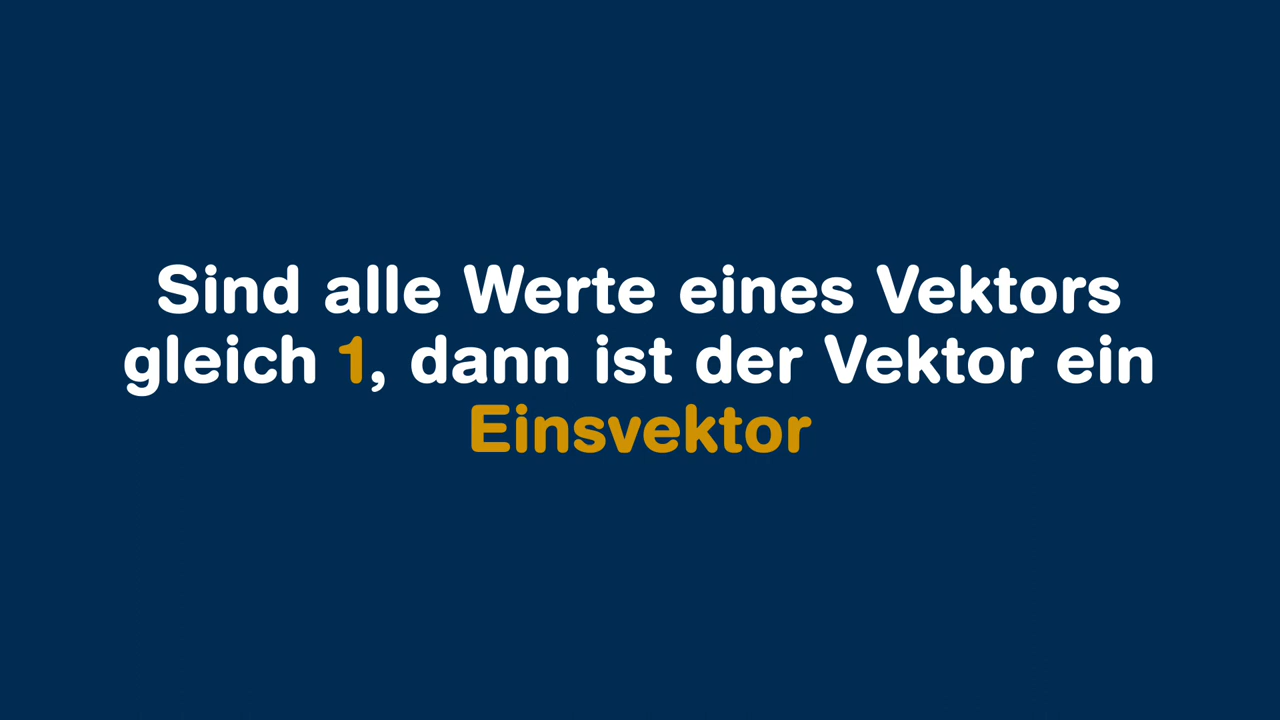 Sind alle Werte eines Vektors
gleich 1, dann ist der Vektor ein
Einsvektor